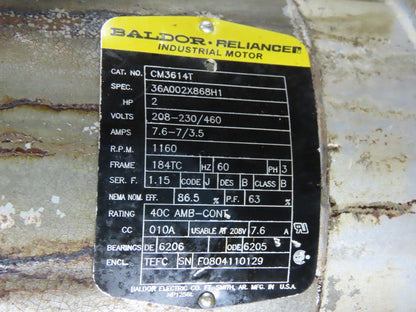 BALDOR • RELIANCE
INDUSTRIAL MOTOR
CAT. NO. CM3614T
SPEC. 36A002X868H1
HP 2
VOLTS 208-230/460
AMPS 7.6-7/3.5
R.P.M. 1160
FRAME 184TC HZ 60 PH 3
SER. F. 1.15 CODE J DES B CLASS B
NEMA NOM. EFF. 86.5 % P.F. 63 %
RATING 40C AMB-CONT
CC 010A USABLE AT 208V 7.6 A
BEARINGS DE 6206 ODE 6205
ENCL. TEFC SN F0804110129
BALDOR ELECTRIC CO. FT. SMITH, AR. MFG. IN U.S.A.